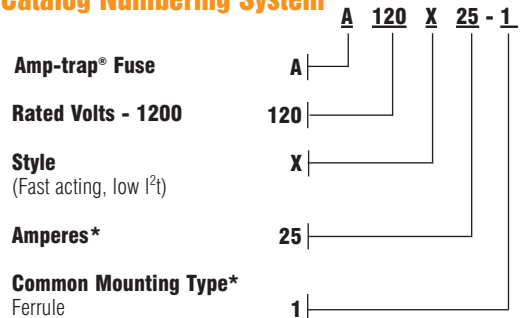 Catalog Numbering System
A 120 X 25 - 1
Amp-trap® Fuse A
Rated Volts - 1200 120
Style X
(Fast acting, low I²t)
Amperes* 25
Common Mounting Type*
Ferrule 1